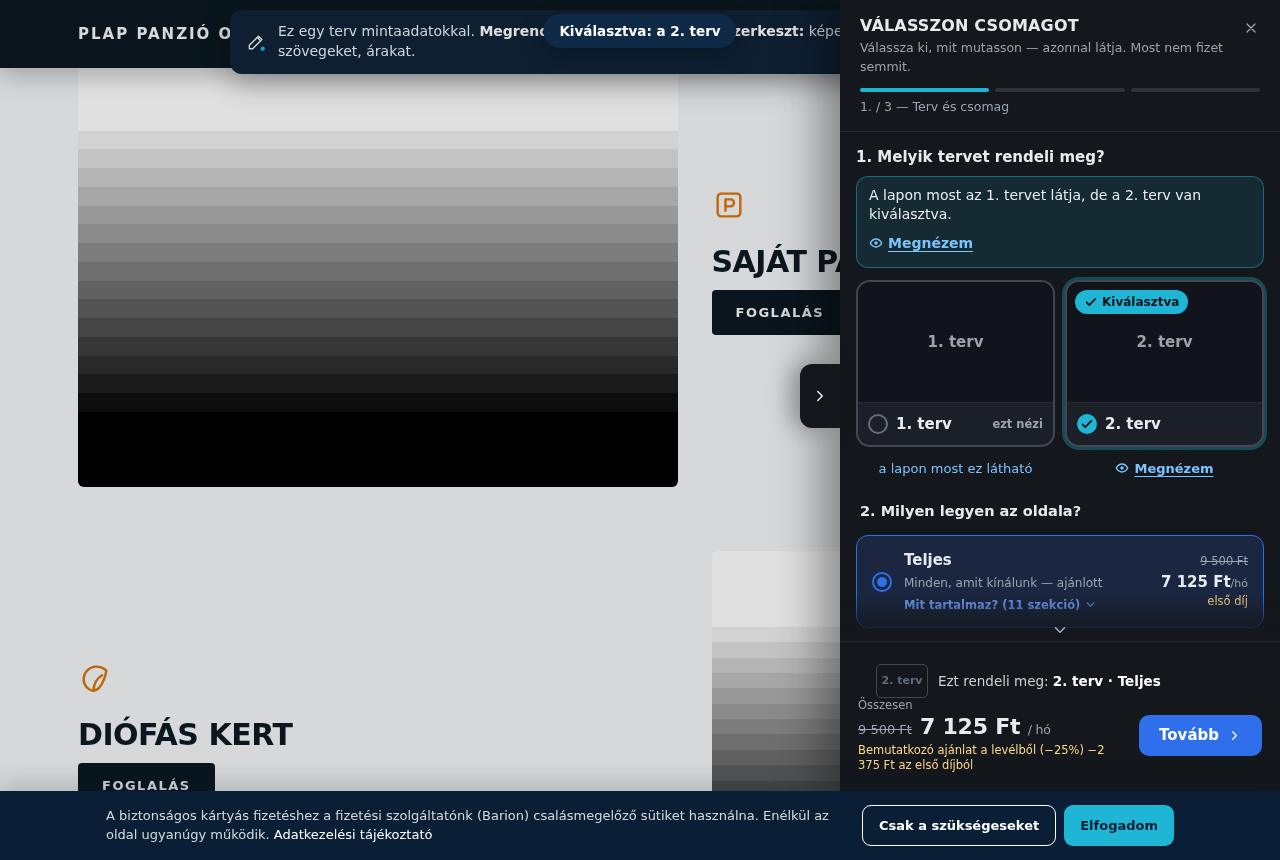 PLAP PANZIÓ O
Ez egy terv mintaadatokkal. Megrend
Kiválasztva: a 2. terv
zerkeszt: képe
szövegeket, árakat.
SAJÁT PA
FOGLALÁS
DIÓFÁS KERT
FOGLALÁS
VÁLASSZON CSOMAGOT
Válassza ki, mit mutasson — azonnal látja. Most nem fizet
semmit.
1. / 3 — Terv és csomag
1. Melyik tervet rendeli meg?
A lapon most az 1. tervet látja, de a 2. terv van
kiválasztva.
Megnézem
1. terv
Kiválasztva
2. terv
1. terv
ezt nézi
2. terv
a lapon most ez látható
Megnézem
2. Milyen legyen az oldala?
Teljes
9 500 Ft
Minden, amit kínálunk — ajánlott
7 125 Ft/hó
Mit tartalmaz? (11 szekció)
első díj
2. terv
Ezt rendeli meg: 2. terv · Teljes
Összesen
9 500 Ft 7 125 Ft / hó
Bemutatkozó ajánlat a levélből (−25%) −2
375 Ft az első díjból
Tovább
A biztonságos kártyás fizetéshez a fizetési szolgáltatónk (Barion) csalásmegelőző sütiket használna. Enélkül az
oldal ugyanúgy működik. Adatkezelési tájékoztató
Csak a szükségeseket
Elfogadom